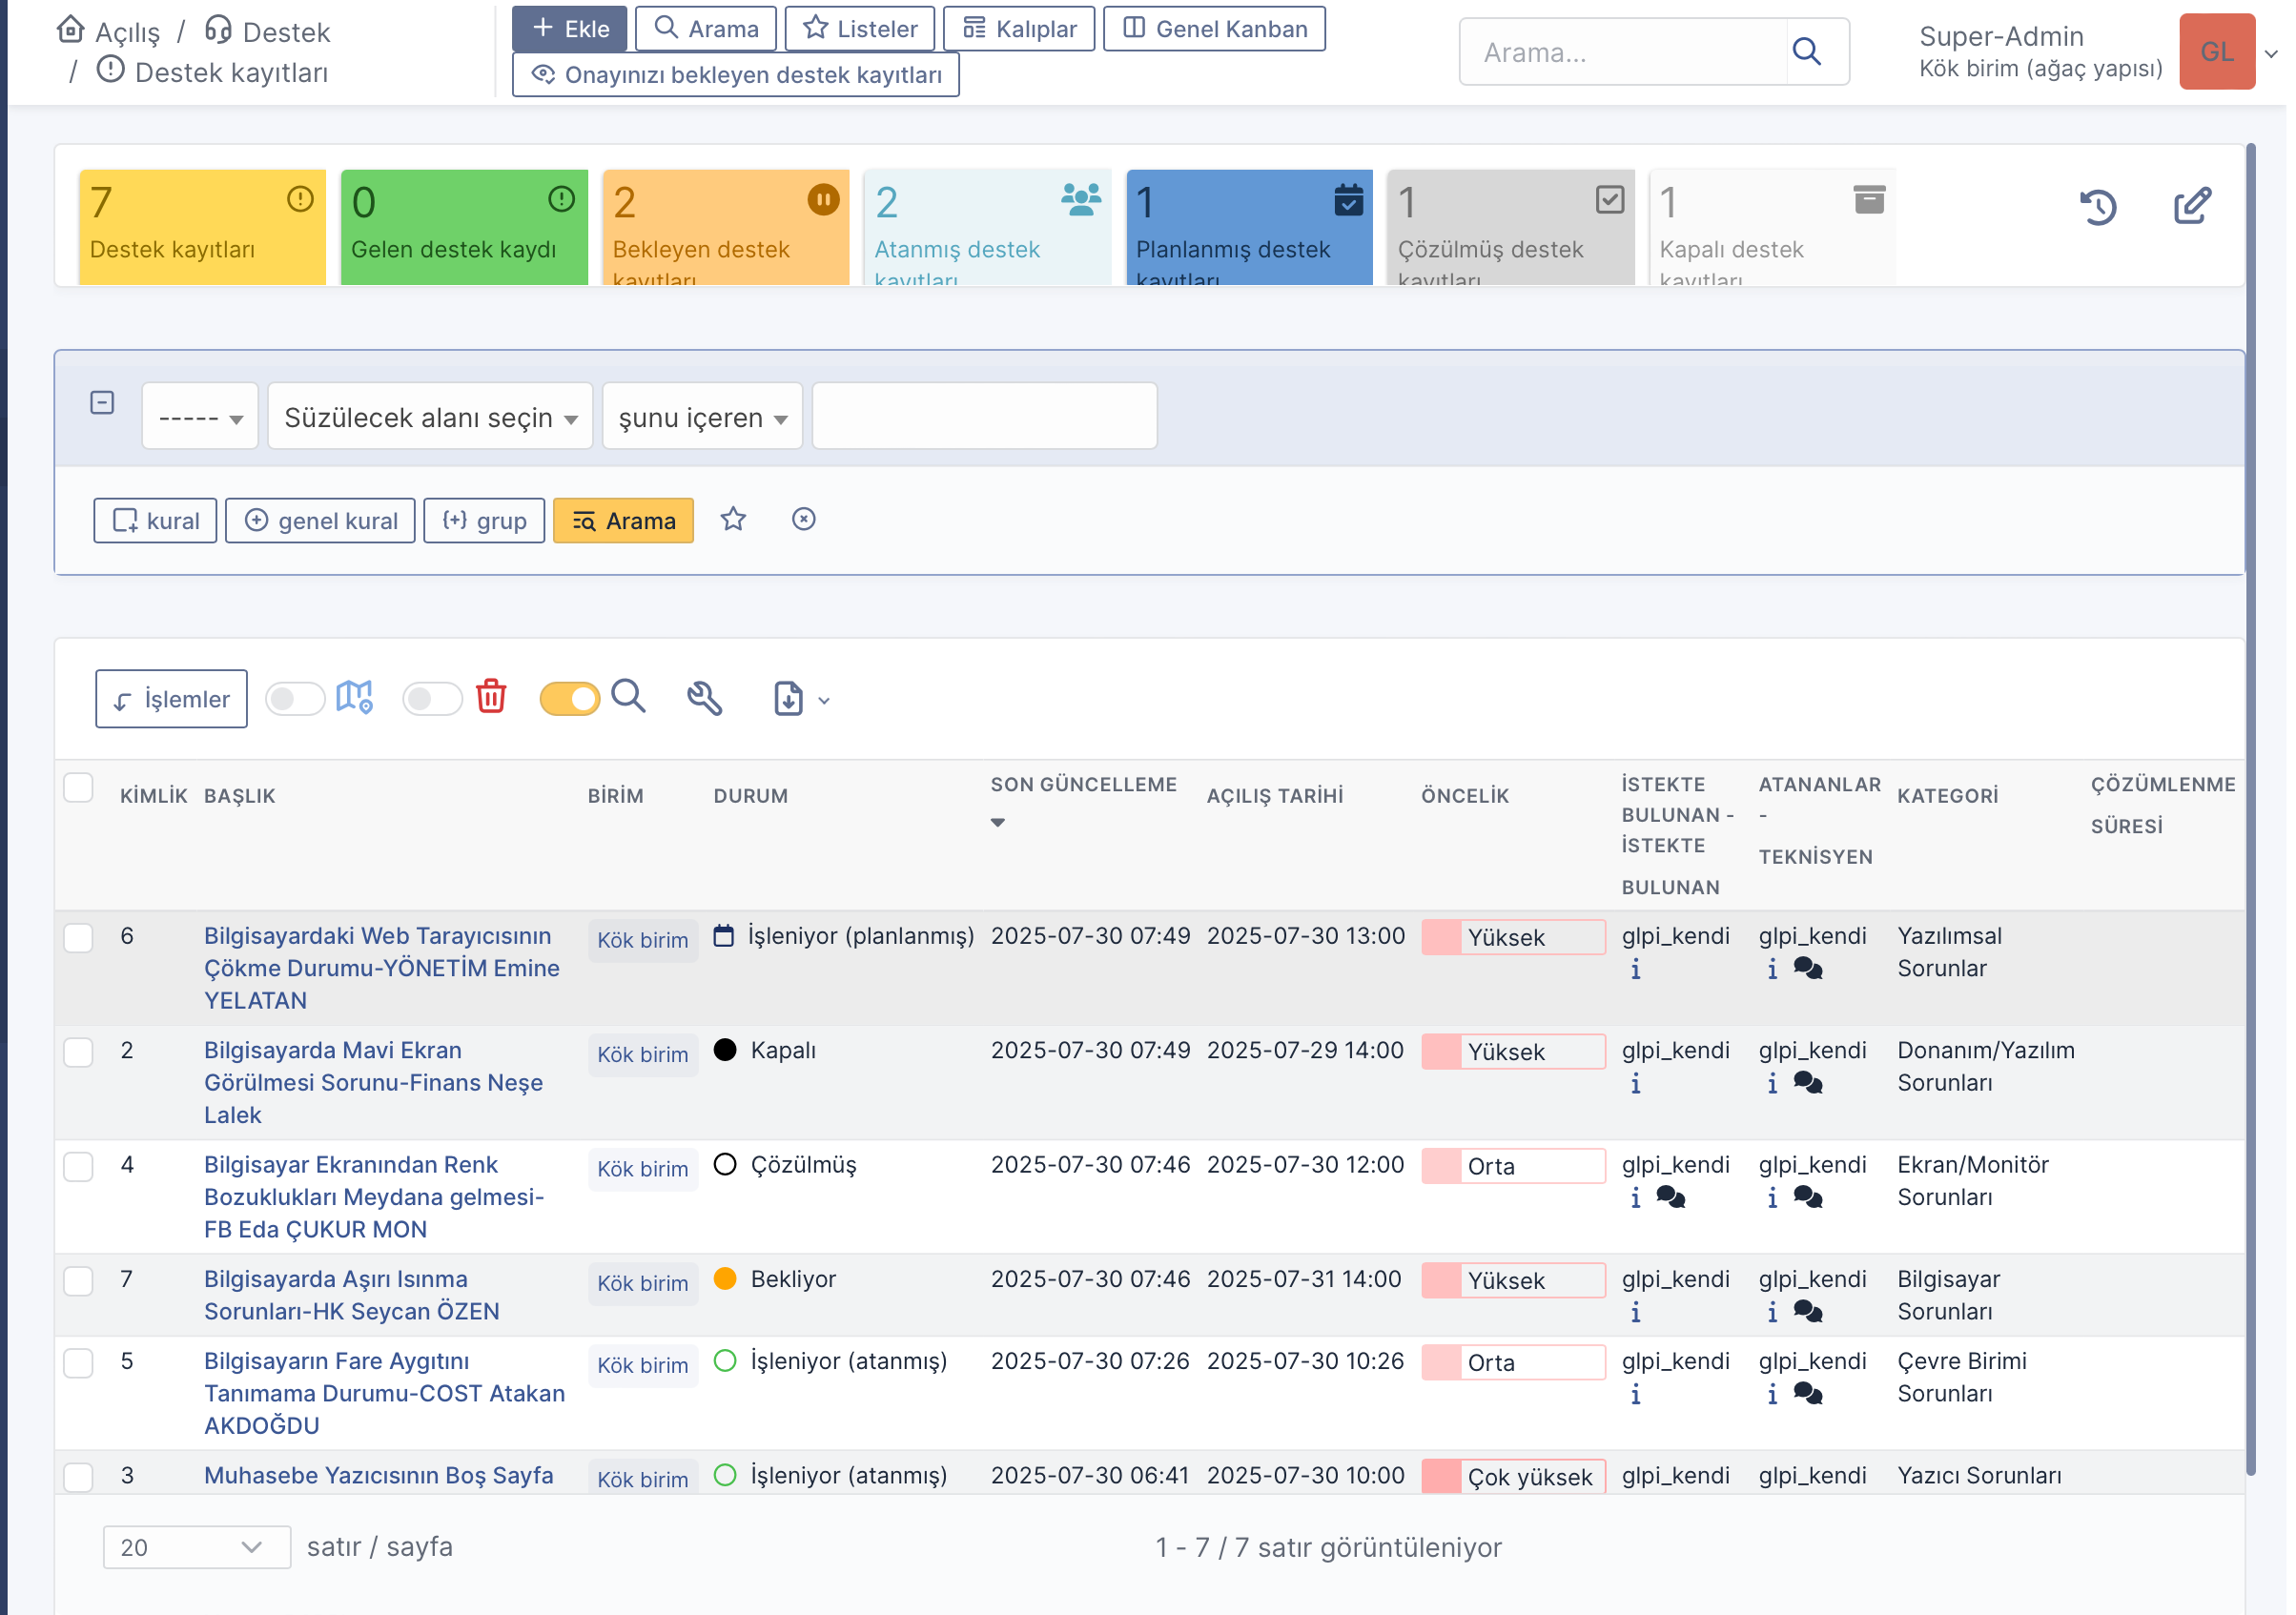 Açılış / Destek
/ Destek kayıtları
Ekle Arama Listeler Kalıplar Genel Kanban
Onayınızı bekleyen destek kayıtları
Arama...
Super-Admin
Kök birim (ağaç yapısı)
GL
7
Destek kayıtları
0
Gelen destek kaydı
2
Bekleyen destek
kayıtları
2
Atanmış destek
kayıtları
1
Planlanmış destek
kayıtları
1
Çözülmüş destek
kayıtları
1
Kapalı destek
kayıtları
----- Süzülecek alanı seçin şunu içeren
kural genel kural grup Arama
İşlemler
KİMLİK BAŞLIK BİRİM DURUM SON GÜNCELLEME AÇILIŞ TARİHİ ÖNCELİK İSTEKTE BULUNAN - İSTEKTE BULUNAN ATANANLAR - TEKNİSYEN KATEGORİ ÇÖZÜMLENME SÜRESİ
6 Bilgisayardaki Web Tarayıcısının Kök birim İşleniyor (planlanmış) 2025-07-30 07:49 2025-07-30 13:00 Yüksek glpi_kendi glpi_kendi Yazılımsal
Çökme Durumu-YÖNETİM Emine Sorunlar
YELATAN
2 Bilgisayarda Mavi Ekran Kök birim Kapalı 2025-07-30 07:49 2025-07-29 14:00 Yüksek glpi_kendi glpi_kendi Donanım/Yazılım
Görülmesi Sorunu-Finans Neşe Sorunları
Lalek
4 Bilgisayar Ekranından Renk Kök birim Çözülmüş 2025-07-30 07:46 2025-07-30 12:00 Orta glpi_kendi glpi_kendi Ekran/Monitör
Bozuklukları Meydana gelmesi- Sorunları
FB Eda ÇUKUR MON
7 Bilgisayarda Aşırı Isınma Kök birim Bekliyor 2025-07-30 07:46 2025-07-31 14:00 Yüksek glpi_kendi glpi_kendi Bilgisayar
Sorunları-HK Seycan ÖZEN Sorunları
5 Bilgisayarın Fare Aygıtını Kök birim İşleniyor (atanmış) 2025-07-30 07:26 2025-07-30 10:26 Orta glpi_kendi glpi_kendi Çevre Birimi
Tanımama Durumu-COST Atakan Sorunları
AKDOĞDU
3 Muhasebe Yazıcısının Boş Sayfa Kök birim İşleniyor (atanmış) 2025-07-30 06:41 2025-07-30 10:00 Çok yüksek glpi_kendi glpi_kendi Yazıcı Sorunları
20 satır / sayfa 1 - 7 / 7 satır görüntüleniyor